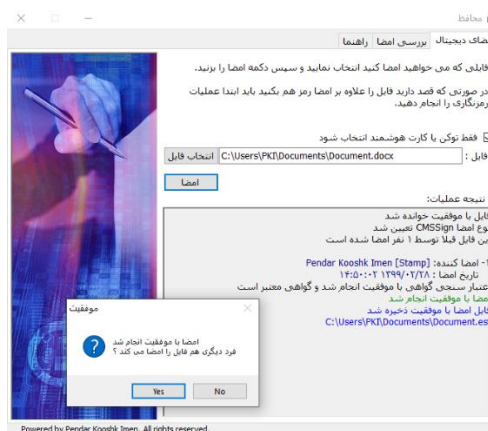 محافظ
ضای دیجیتال بررسی امضا راهنما
فایلی که می خواهید امضا کنید انتخاب نمایید و سپس دکمه امضا را بزنید.
در صورتی که قصد دارید فایل را علاوه بر امضا رمز هم بکنید باید ابتدا عملیات
رمزنگاری را انجام دهید.
فقط توکن یا کارت هوشمند انتخاب شود
فایل :
C:\Users\PKI\Documents\Document.docx
انتخاب فایل
امضا
نتیجه عملیات:
فایل با موفقیت خوانده شد
نوع امضا CMSSign تعیین شد
این فایل قبلا توسط ۱ نفر امضا شده است
۱- امضا کننده: Pendar Kooshk Imen [Stamp]
تاریخ امضا : ۱۳۹۹/۰۲/۲۸ ۱۴:۵۰:۰۲
اعتبار سنجی گواهی با موفقیت انجام شد و گواهی معتبر است
امضا با موفقیت انجام شد
فایل امضا با موفقیت ذخیره شد
C:\Users\PKI\Documents\Document.es
موفقیت
امضا با موفقیت انجام شد
فرد دیگری هم فایل را امضا می کند ؟
Yes No
Powered by Pendar Kooshk Imen. All rights reserved.